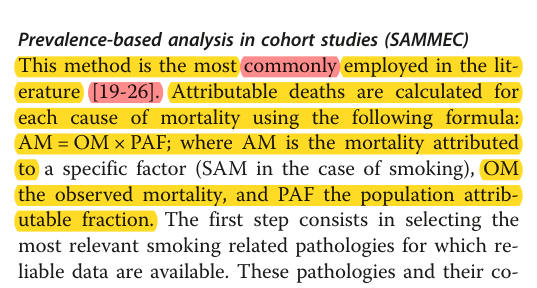 Prevalence-based analysis in cohort studies (SAMMEC)
This method is the most commonly employed in the lit-
erature [19-26]. Attributable deaths are calculated for
each cause of mortality using the following formula:
AM = OM × PAF; where AM is the mortality attributed
to a specific factor (SAM in the case of smoking), OM
the observed mortality, and PAF the population attrib-
utable fraction. The first step consists in selecting the
most relevant smoking related pathologies for which re-
liable data are available. These pathologies and their co-